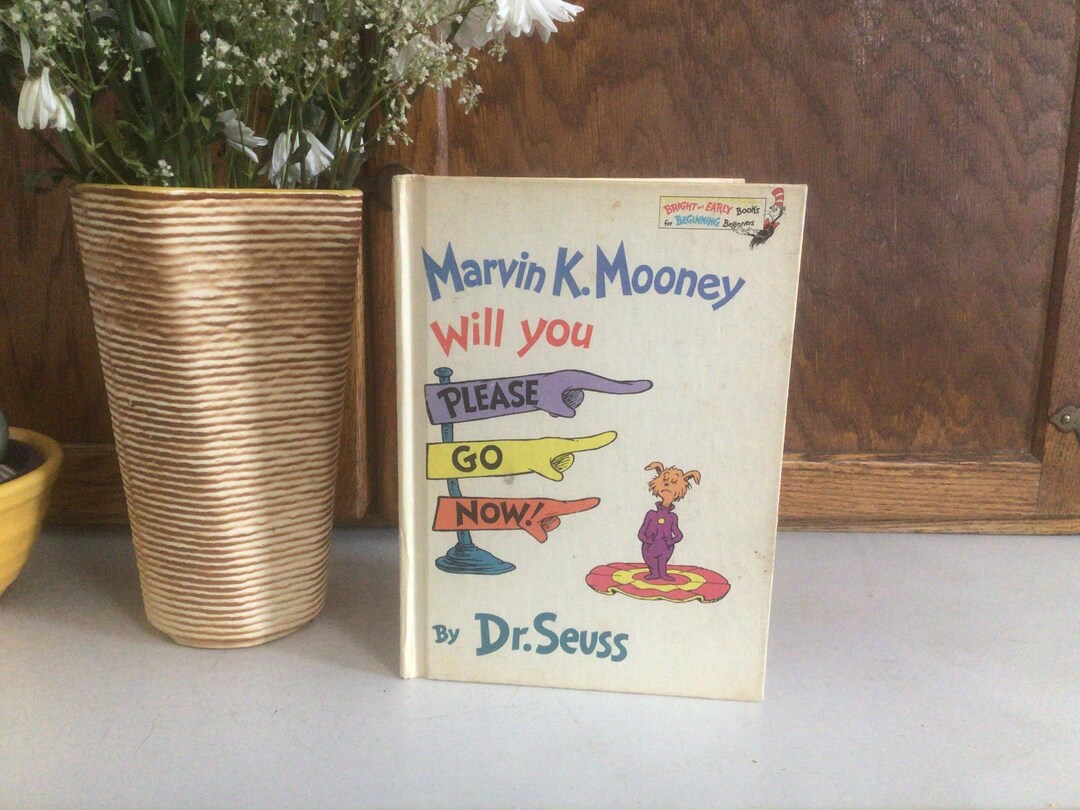 BRIGHT and EARLY BOOKS
for BEGINNING Beginners
Marvin K. Mooney
Will you
PLEASE
GO
NOW!
By Dr. Seuss